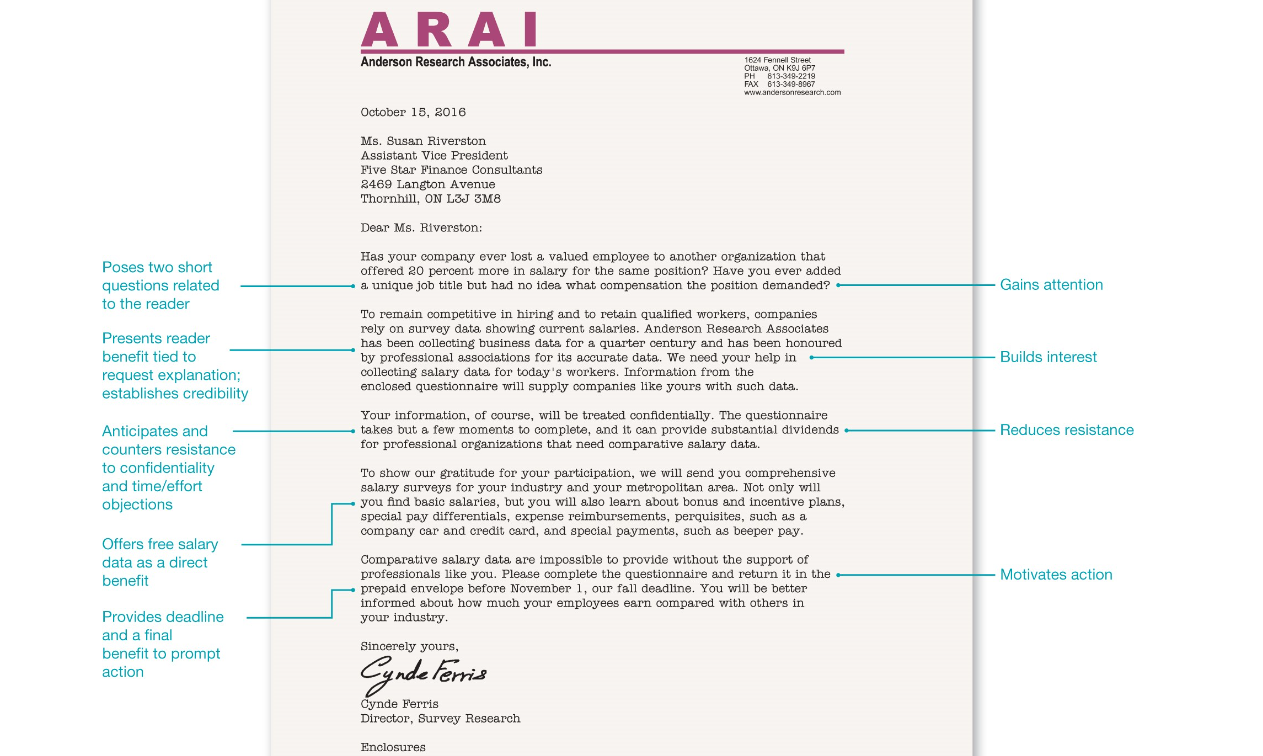 ARAI
Anderson Research Associates, Inc.
1624 Fennell Street
Ottawa, ON K9J 6P7
PH 613-349-2219
FAX 613-349-8967
www.andersonresearch.com
October 15, 2016
Ms. Susan Riverston
Assistant Vice President
Five Star Finance Consultants
2469 Langton Avenue
Thornhill, ON L3J 3M8
Dear Ms. Riverston:
Has your company ever lost a valued employee to another organization that
offered 20 percent more in salary for the same position? Have you ever added
a unique job title but had no idea what compensation the position demanded?
To remain competitive in hiring and to retain qualified workers, companies
rely on survey data showing current salaries. Anderson Research Associates
has been collecting business data for a quarter century and has been honoured
by professional associations for its accurate data. We need your help in
collecting salary data for today's workers. Information from the
enclosed questionnaire will supply companies like yours with such data.
Your information, of course, will be treated confidentially. The questionnaire
takes but a few moments to complete, and it can provide substantial dividends
for professional organizations that need comparative salary data.
To show our gratitude for your participation, we will send you comprehensive
salary surveys for your industry and your metropolitan area. Not only will
you find basic salaries, but you will also learn about bonus and incentive plans,
special pay differentials, expense reimbursements, perquisites, such as a
company car and credit card, and special payments, such as beeper pay.
Comparative salary data are impossible to provide without the support of
professionals like you. Please complete the questionnaire and return it in the
prepaid envelope before November 1, our fall deadline. You will be better
informed about how much your employees earn compared with others in
your industry.
Sincerely yours,
Cynde Ferris
Cynde Ferris
Director, Survey Research
Enclosures
Poses two short
questions related
to the reader
Presents reader
benefit tied to
request explanation;
establishes credibility
Anticipates and
counters resistance
to confidentiality
and time/effort
objections
Offers free salary
data as a direct
benefit
Provides deadline
and a final
benefit to prompt
action
Gains attention
Builds interest
Reduces resistance
Motivates action